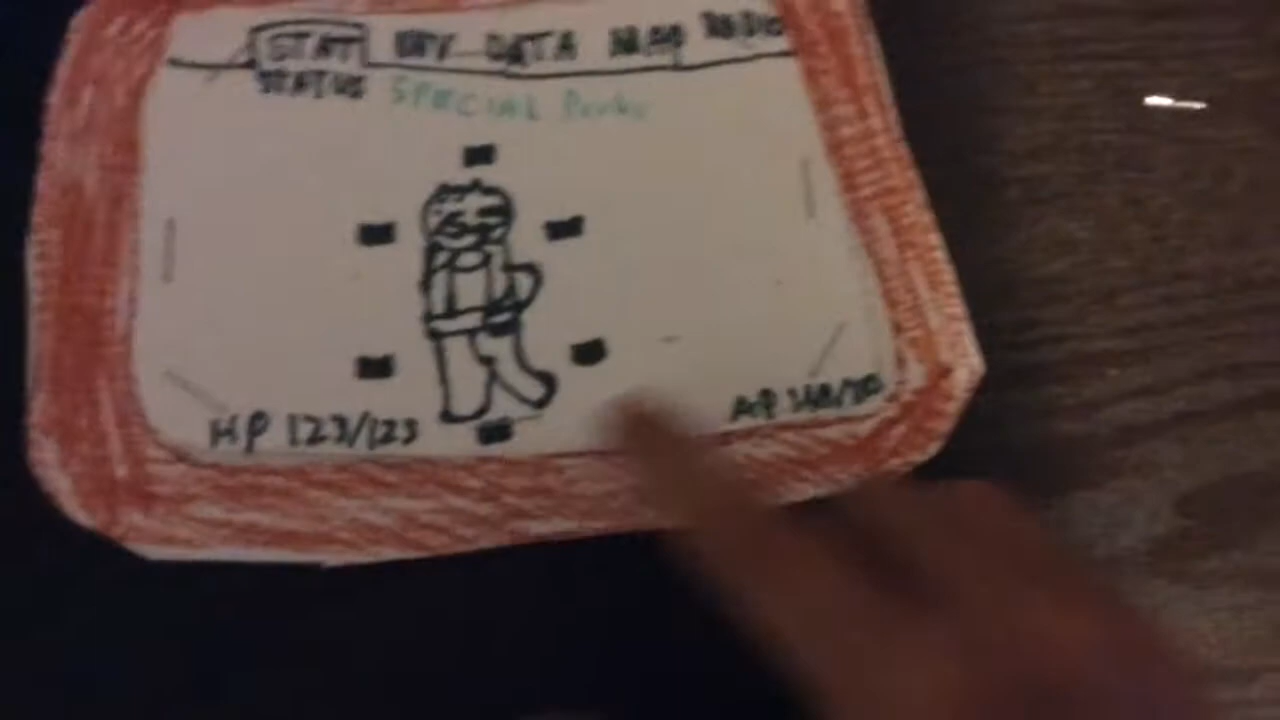 STAT INV DATA MAP RADIO
STATUS SPECIAL Perks
HP 123/123
AP